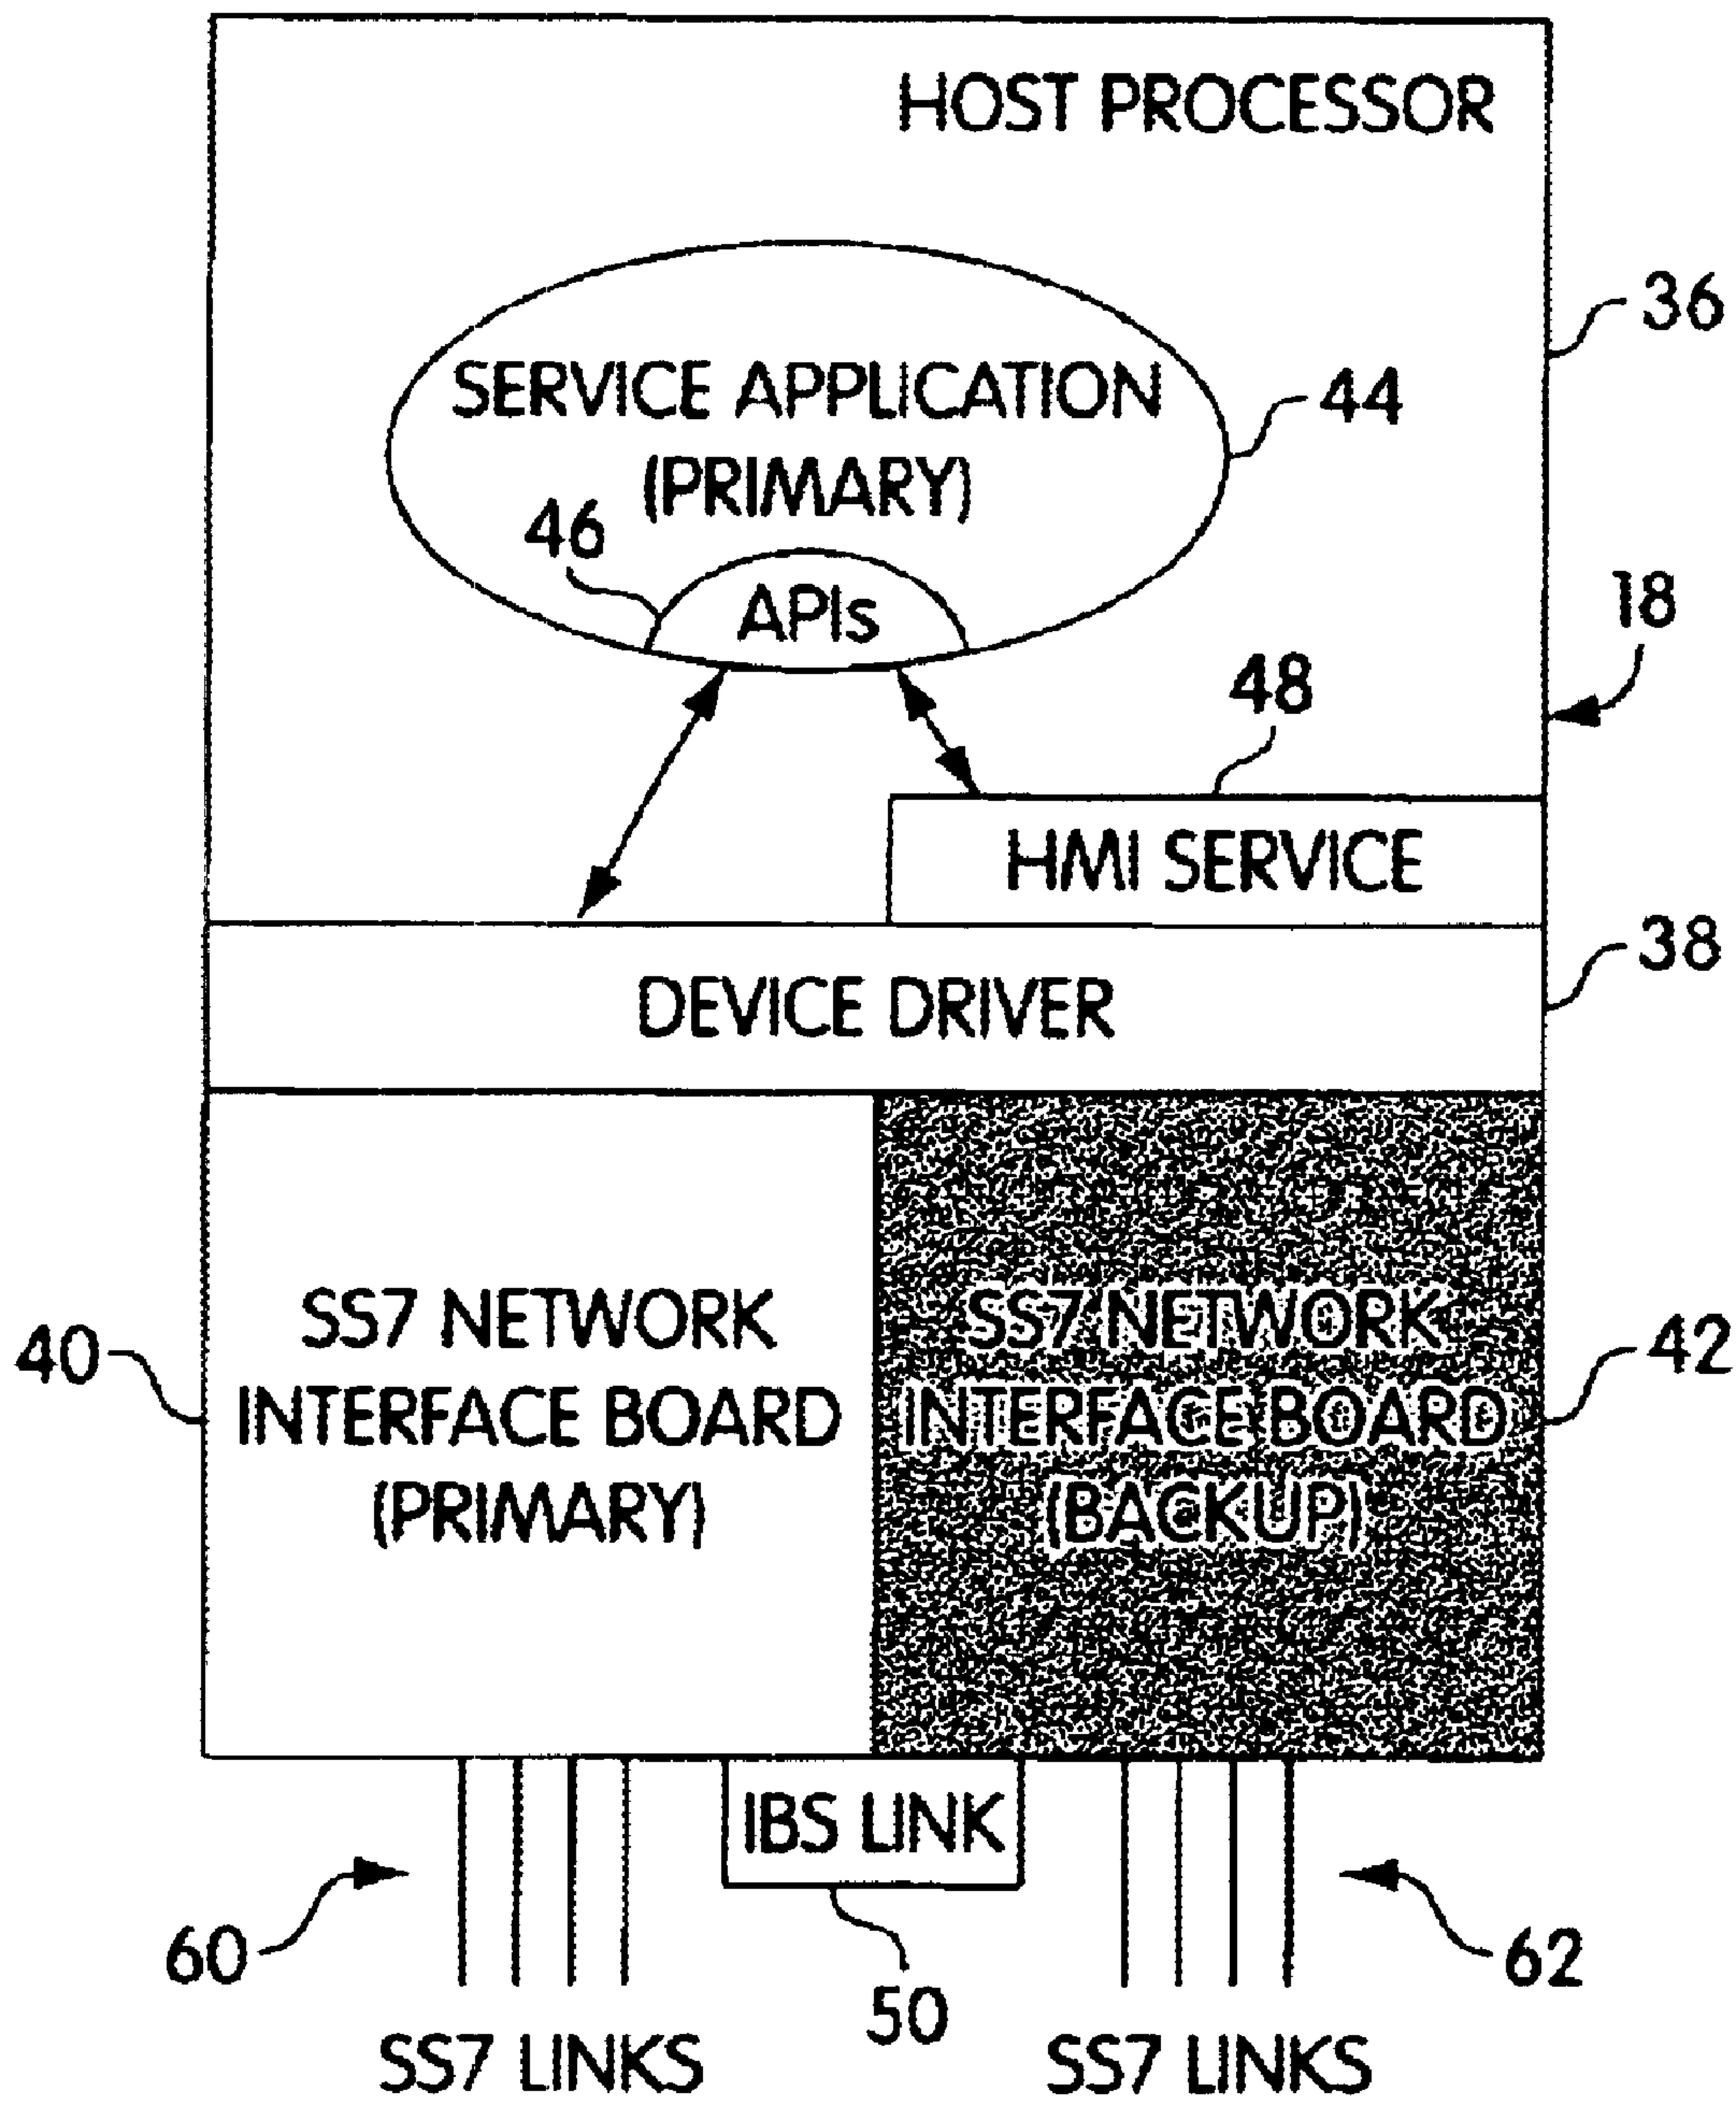 HOST PROCESSOR
36
SERVICE APPLICATION
(PRIMARY)
44
46
APIs
18
48
HMI SERVICE
38
DEVICE DRIVER
40
SS7 NETWORK
INTERFACE BOARD
(PRIMARY)
SS7 NETWORK
INTERFACE BOARD
(BACKUP)
42
IBS LINK
60
50
62
SS7 LINKS
SS7 LINKS